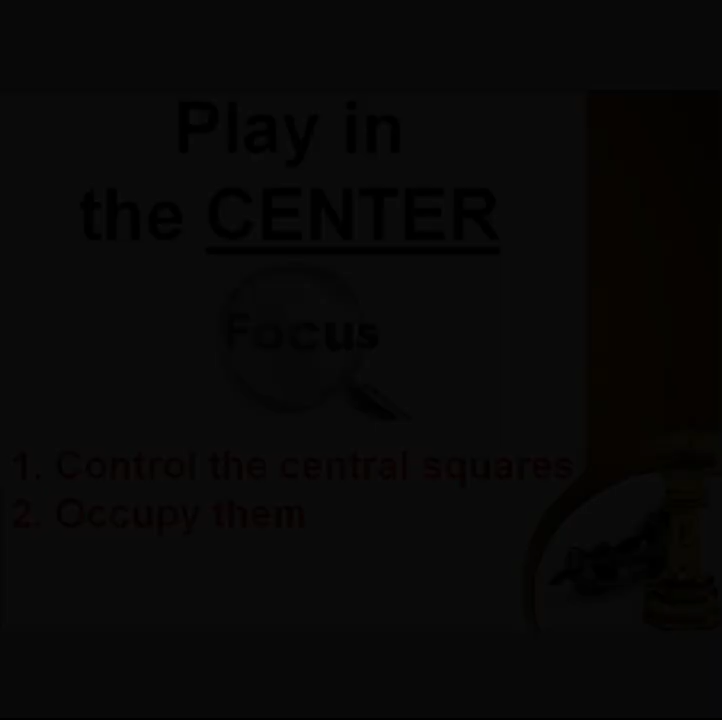 Play in
the CENTER
Focus
1. Control the central squares
2. Occupy them